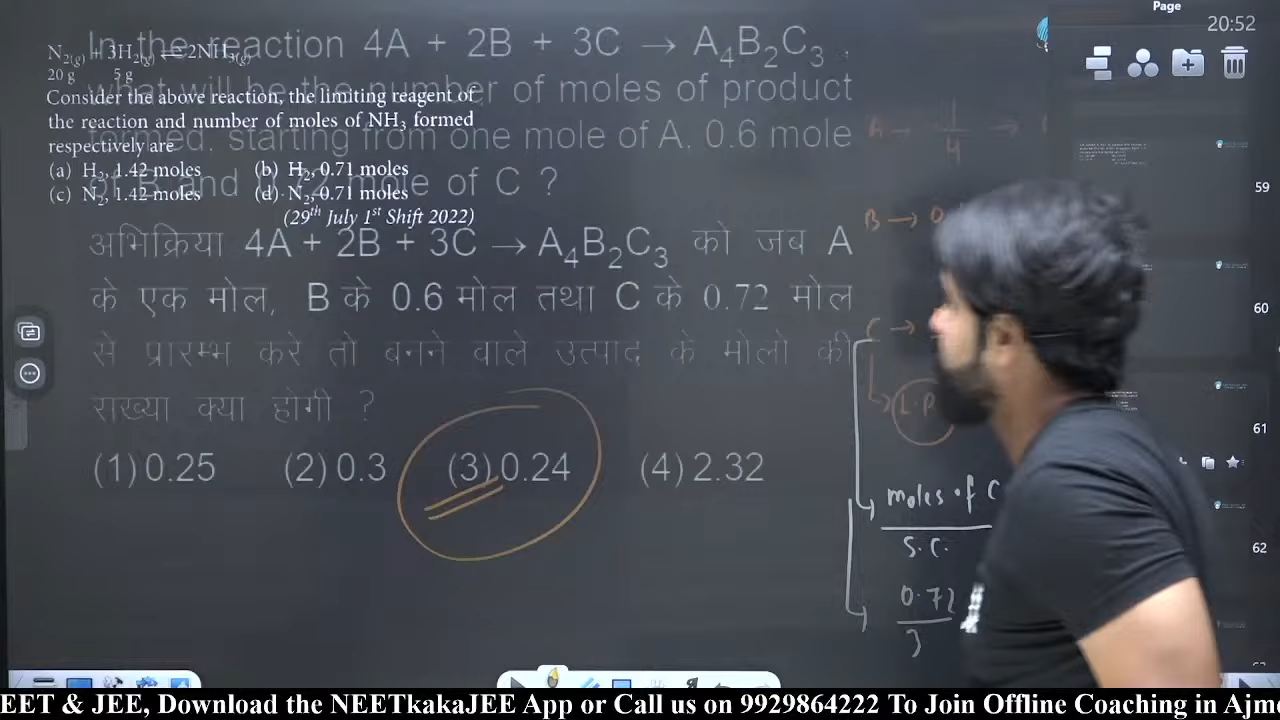 Page
20:52
N2(g) + 3H2(g) ⇌ 2NH3(g)
20 g 5 g
Consider the above reaction, the limiting reagent of
the reaction and number of moles of NH3 formed
respectively are
(a) H2, 1.42 moles (b) H2, 0.71 moles
(c) N2, 1.42 moles (d) N2, 0.71 moles
(29th July 1st Shift 2022)
In the reaction 4A + 2B + 3C → A4B2C3 .
what will be the number of moles of product
formed. starting from one mole of A. 0.6 mole
of B and 0.72 mole of C ?
अभिक्रिया 4A + 2B + 3C → A4B2C3 को जब A
के एक मोल, B के 0.6 मोल तथा C के 0.72 मोल
से प्रारम्भ करे तो बनने वाले उत्पाद के मोलो की
संख्या क्या होगी ?
(1) 0.25 (2) 0.3 (3) 0.24 (4) 2.32
A → 1/4 →
B → 0
C →
L.R
moles of C
S.C.
0.72
3
59
60
61
62
EET & JEE, Download the NEETkakaJEE App or Call us on 9929864222 To Join Offline Coaching in Ajme